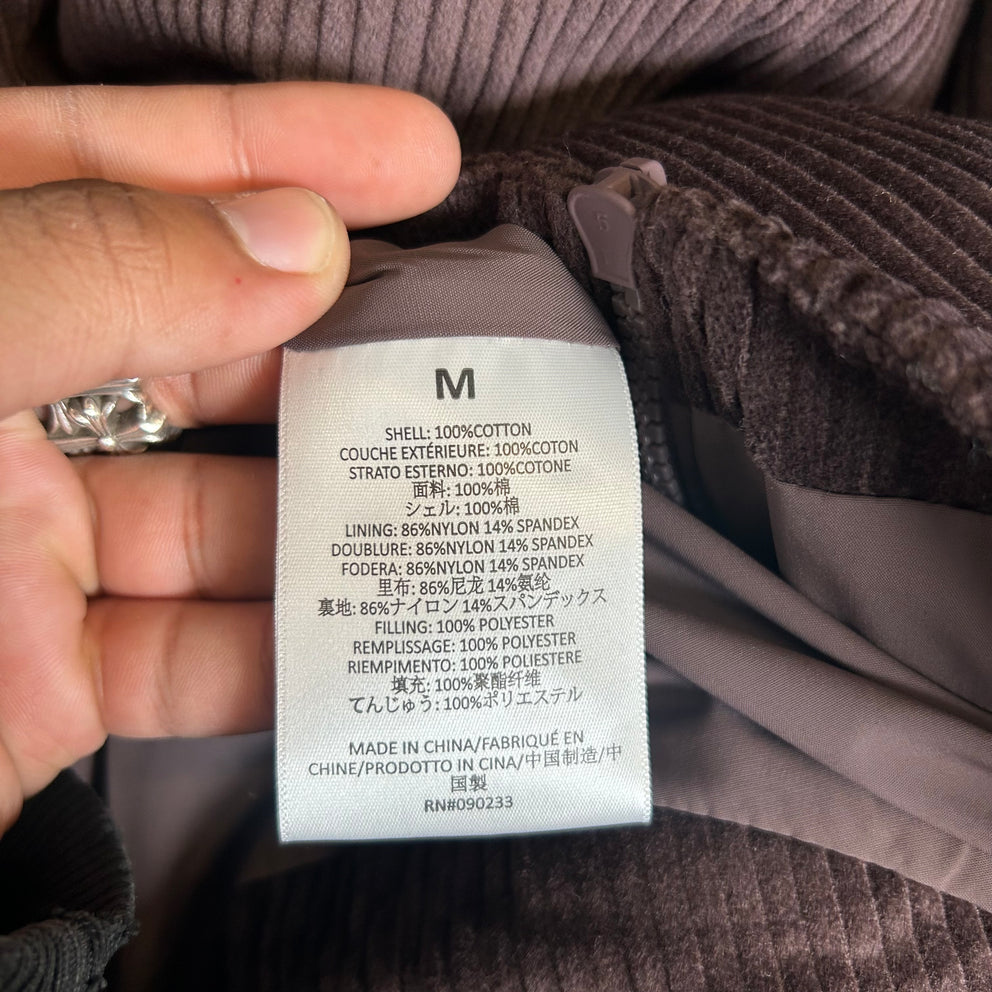 5
M
SHELL: 100%COTTON
COUCHE EXTÉRIEURE: 100%COTON
STRATO ESTERNO: 100%COTONE
面料: 100%棉
シェル: 100%棉
LINING: 86%NYLON 14% SPANDEX
DOUBLURE: 86%NYLON 14% SPANDEX
FODERA: 86%NYLON 14% SPANDEX
里布: 86%尼龙 14%氨纶
裏地: 86%ナイロン 14%スパンデックス
FILLING: 100% POLYESTER
REMPLISSAGE: 100% POLYESTER
RIEMPIMENTO: 100% POLIESTERE
填充: 100%聚酯纤维
てんじゅう: 100%ポリエステル
MADE IN CHINA/FABRIQUÉ EN
CHINE/PRODOTTO IN CINA/中国制造/中
国製
RN#090233